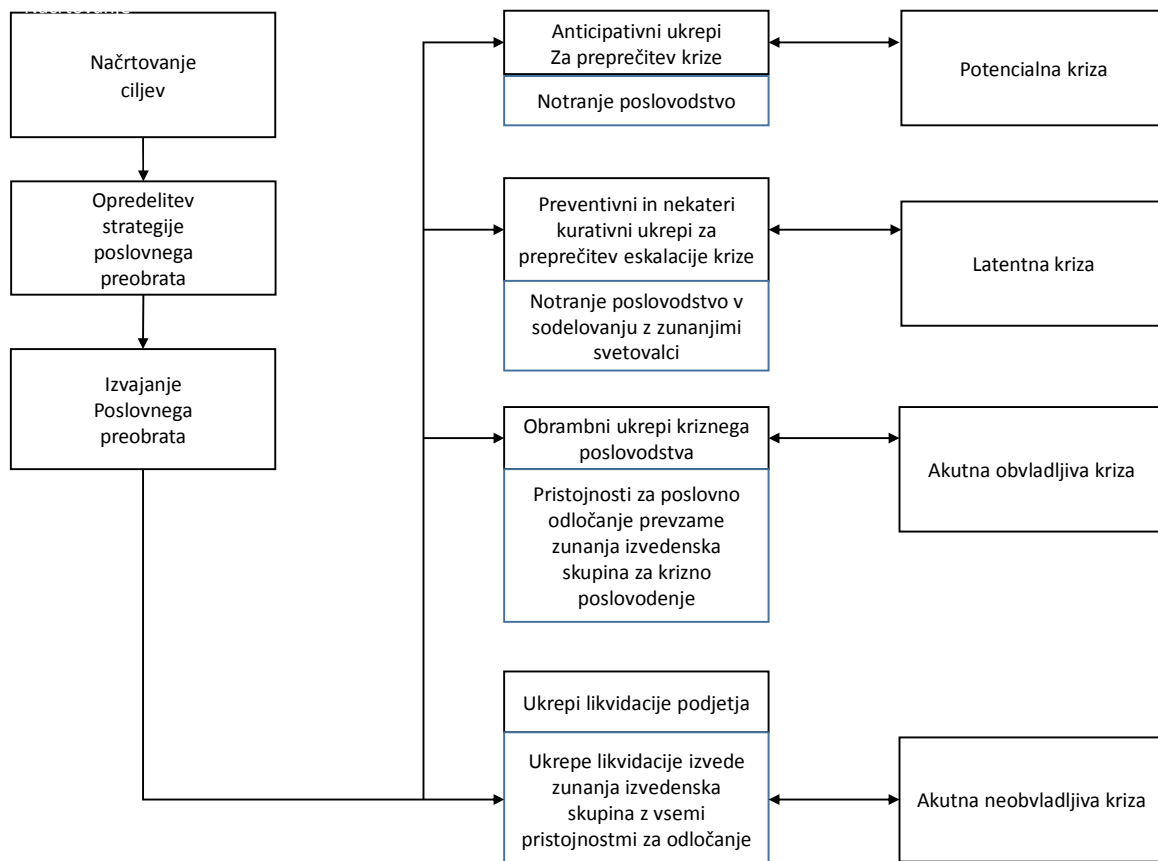 Načrtovanje
ciljev
Opredelitev
strategije
poslovnega
preobrata
Izvajanje
Poslovnega
preobrata
Anticipativni ukrepi
Za preprečitev krize
Notranje poslovodstvo
Potencialna kriza
Preventivni in nekateri
kurativni ukrepi za
preprečitev eskalacije krize
Notranje poslovodstvo v
sodelovanju z zunanjimi
svetovalci
Latentna kriza
Obrambni ukrepi kriznega
poslovodstva
Pristojnosti za poslovno
odločanje prevzame
zunanja izvedenska
skupina za krizno
poslovodenje
Akutna obvladljiva kriza
Ukrepi likvidacije podjetja
Ukrepe likvidacije izvede
zunanja izvedenska
skupina z vsemi
pristojnostmi za odločanje
Akutna neobvladljiva kriza